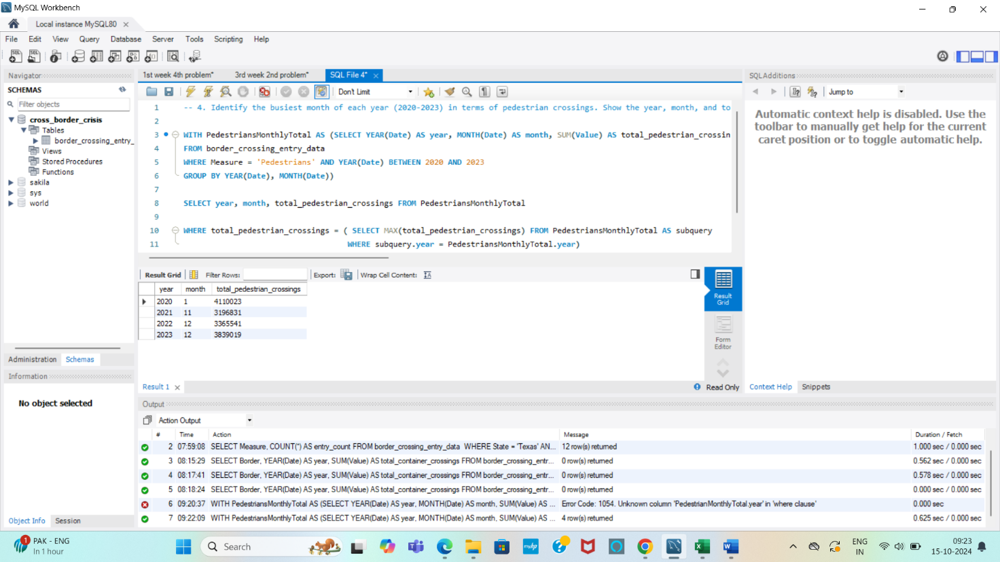 MySQL Workbench
Local instance MySQL80
File Edit View Query Database Server Tools Scripting Help
Navigator
SCHEMAS
Filter objects
cross_border_crisis
Tables
border_crossing_entry_
Views
Stored Procedures
Functions
sakila
sys
world
Administration Schemas
Information
No object selected
Object Info Session
1st week 4th problem* 3rd week 2nd problem* SQL File 4*
Don't Limit
1 -- 4. Identify the busiest month of each year (2020-2023) in terms of pedestrian crossings. Show the year, month, and to
2
3 WITH PedestriansMonthlyTotal AS (SELECT YEAR(Date) AS year, MONTH(Date) AS month, SUM(Value) AS total_pedestrian_crossin
4 FROM border_crossing_entry_data
5 WHERE Measure = 'Pedestrians' AND YEAR(Date) BETWEEN 2020 AND 2023
6 GROUP BY YEAR(Date), MONTH(Date))
7
8 SELECT year, month, total_pedestrian_crossings FROM PedestriansMonthlyTotal
9
10 WHERE total_pedestrian_crossings = ( SELECT MAX(total_pedestrian_crossings) FROM PedestriansMonthlyTotal AS subquery
11 WHERE subquery.year = PedestriansMonthlyTotal.year)
Result Grid Filter Rows: Export: Wrap Cell Content:
year month total_pedestrian_crossings
2020 1 4110023
2021 11 3196831
2022 12 3365541
2023 12 3839019
Result Grid
Form Editor
Result 1
Read Only
SQLAdditions
Jump to
Automatic context help is disabled. Use the
toolbar to manually get help for the current
caret position or to toggle automatic help.
Context Help Snippets
Output
Action Output
# Time Action Message Duration / Fetch
2 07:59:08 SELECT Measure, COUNT(*) AS entry_count FROM border_crossing_entry_data WHERE State = 'Texas' AN... 12 row(s) returned 1.000 sec / 0.000 sec
3 08:15:29 SELECT Border, YEAR(Date) AS year, SUM(Value) AS total_container_crossings FROM border_crossing_entr... 0 row(s) returned 0.562 sec / 0.000 sec
4 08:17:41 SELECT Border, YEAR(Date) AS year, SUM(Value) AS total_container_crossings FROM border_crossing_entr... 0 row(s) returned 0.578 sec / 0.000 sec
5 08:18:24 SELECT Border, YEAR(Date) AS year, SUM(Value) AS total_container_crossings FROM border_crossing_entr... 0 row(s) returned 0.000 sec / 0.000 sec
6 09:20:37 WITH PedestriansMonthlyTotal AS (SELECT YEAR(Date) AS year, MONTH(Date) AS month, SUM(Value) AS ... Error Code: 1054. Unknown column 'PedestrianMonthlyTotal.year' in 'where clause' 0.000 sec
7 09:22:09 WITH PedestriansMonthlyTotal AS (SELECT YEAR(Date) AS year, MONTH(Date) AS month, SUM(Value) AS ... 4 row(s) returned 0.625 sec / 0.000 sec
1
PAK - ENG
In 1 hour
Search
ENG
IN
09:23
15-10-2024